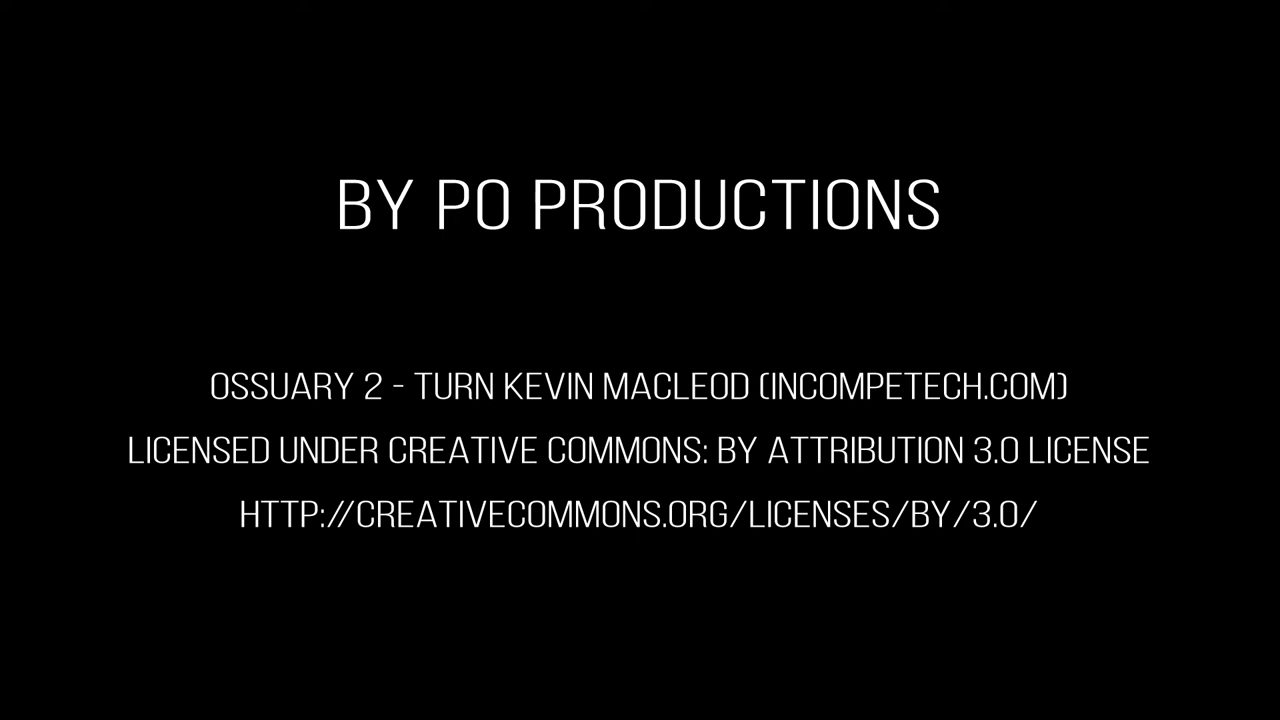 BY PO PRODUCTIONS
OSSUARY 2 - TURN KEVIN MACLEOD (INCOMPETECH.COM)
LICENSED UNDER CREATIVE COMMONS: BY ATTRIBUTION 3.0 LICENSE
HTTP://CREATIVECOMMONS.ORG/LICENSES/BY/3.0/